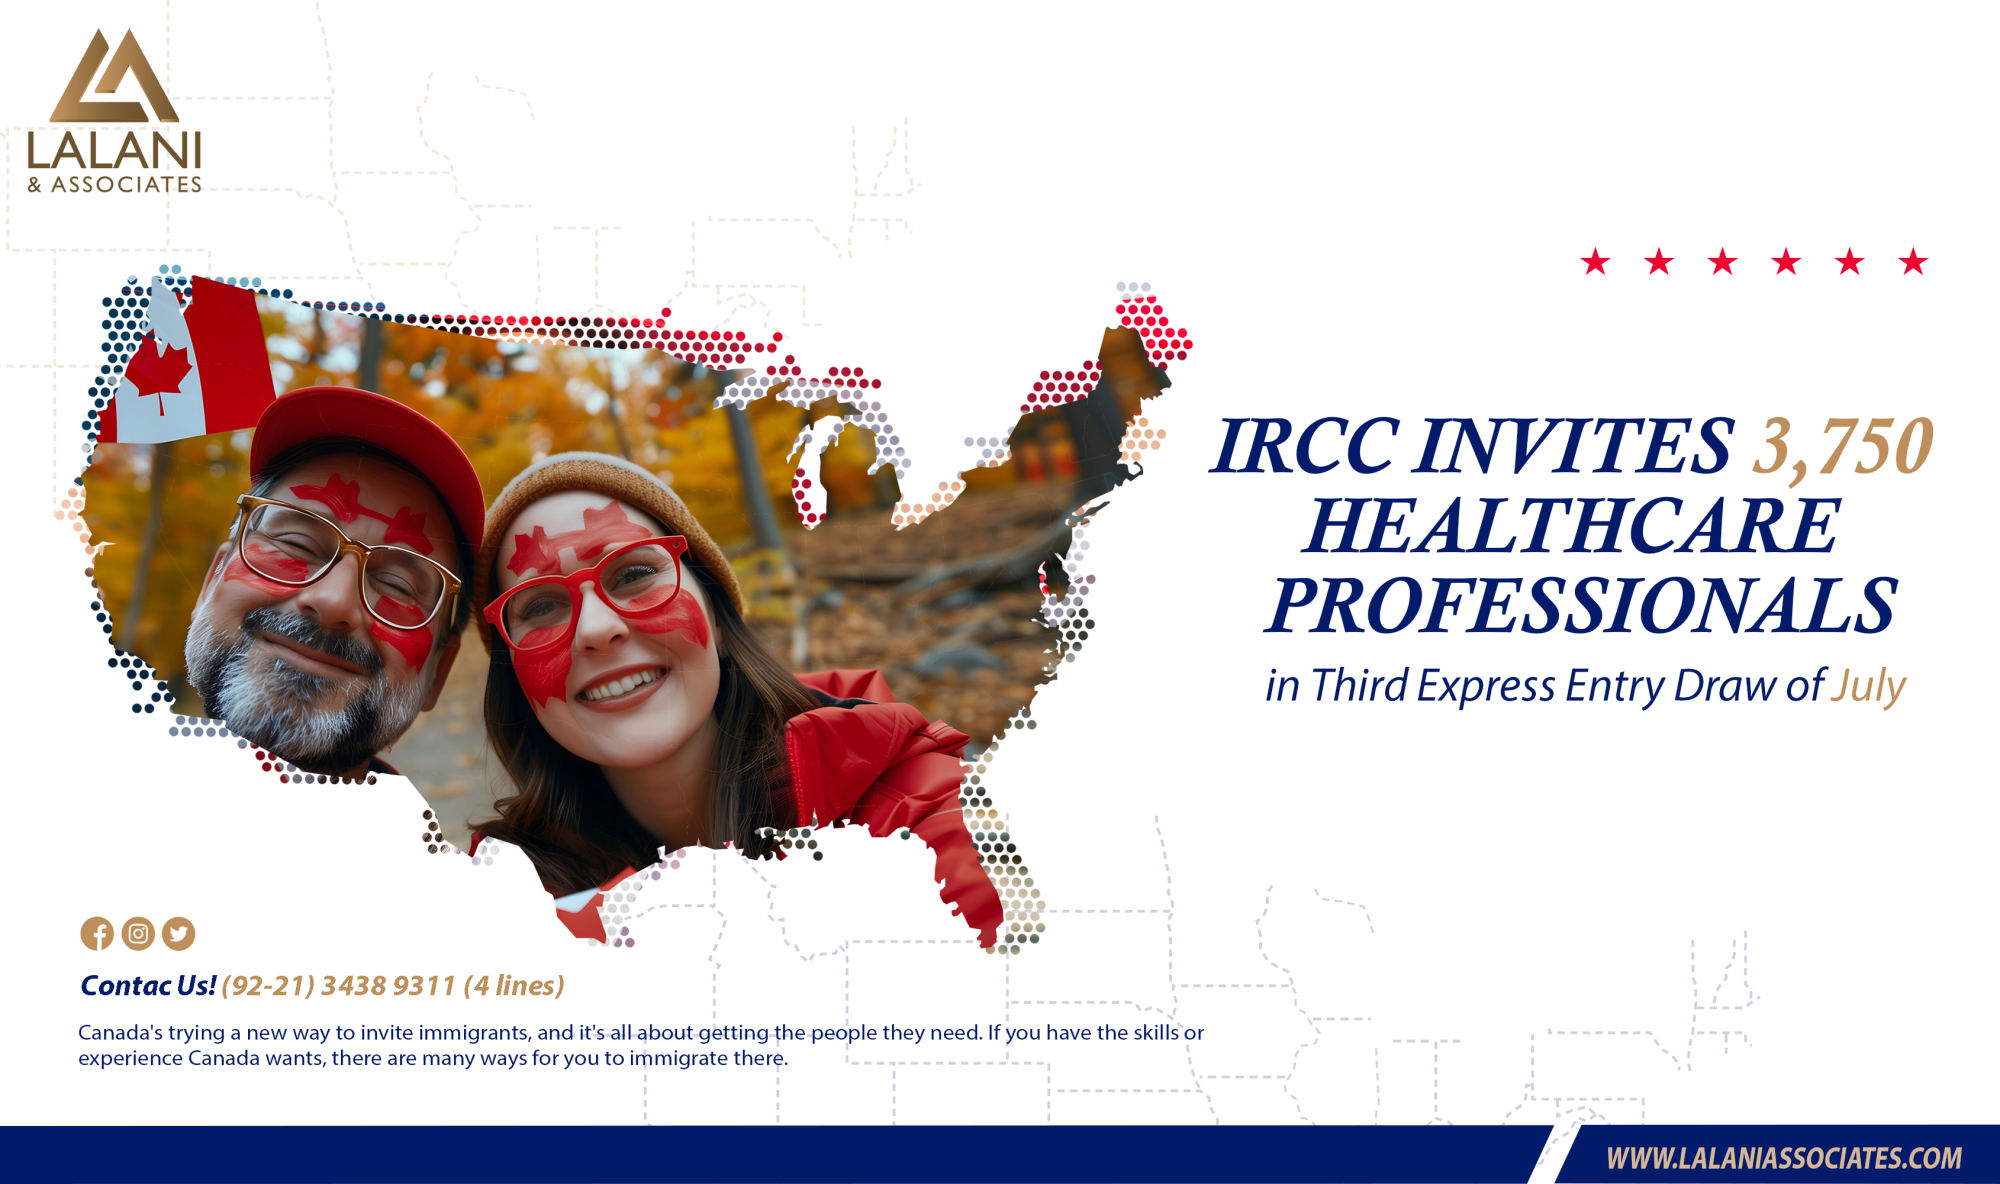 LALANI
& ASSOCIATES
IRCC INVITES 3,750
HEALTHCARE
PROFESSIONALS
in Third Express Entry Draw of July
Contac Us! (92-21) 3438 9311 (4 lines)
Canada's trying a new way to invite immigrants, and it's all about getting the people they need. If you have the skills or
experience Canada wants, there are many ways for you to immigrate there.
WWW.LALANIASSOCIATES.COM